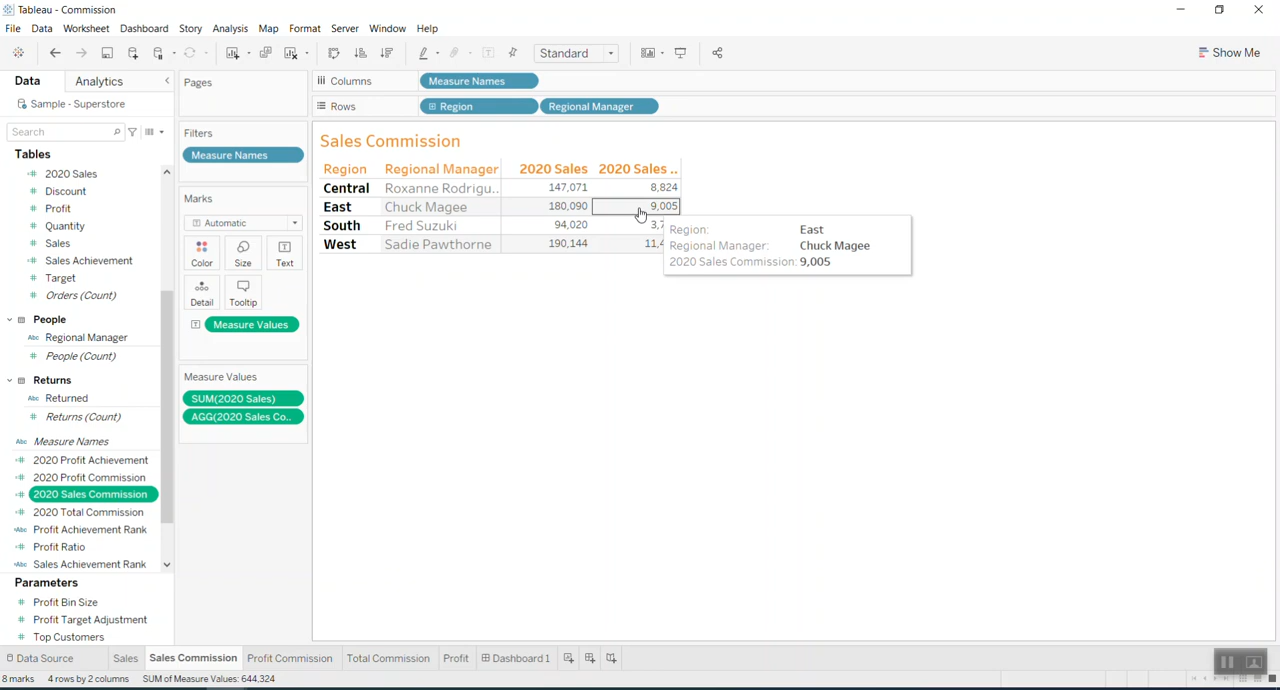 Tableau - Commission
File Data Worksheet Dashboard Story Analysis Map Format Server Window Help
Standard
Show Me
Data Analytics
Sample - Superstore
Search
Tables
2020 Sales
Discount
Profit
Quantity
Sales
Sales Achievement
Target
Orders (Count)
People
Abc Regional Manager
People (Count)
Returns
Abc Returned
Returns (Count)
Abc Measure Names
2020 Profit Achievement
2020 Profit Commission
2020 Sales Commission
2020 Total Commission
Abc Profit Achievement Rank
Profit Ratio
Abc Sales Achievement Rank
Parameters
Profit Bin Size
Profit Target Adjustment
Top Customers
Pages
Filters
Measure Names
Marks
Automatic
Color Size Text
Detail Tooltip
Measure Values
Measure Values
SUM(2020 Sales)
AGG(2020 Sales Co..
Columns Measure Names
Rows Region Regional Manager
Sales Commission
Region Regional Manager 2020 Sales 2020 Sales ..
Central Roxanne Rodrigu.. 147,071 8,824
East Chuck Magee 180,090 9,005
South Fred Suzuki 94,020 3,7
West Sadie Pawthorne 190,144 11,4
Region: East
Regional Manager: Chuck Magee
2020 Sales Commission: 9,005
Data Source Sales Sales Commission Profit Commission Total Commission Profit Dashboard 1
8 marks 4 rows by 2 columns SUM of Measure Values: 644,324